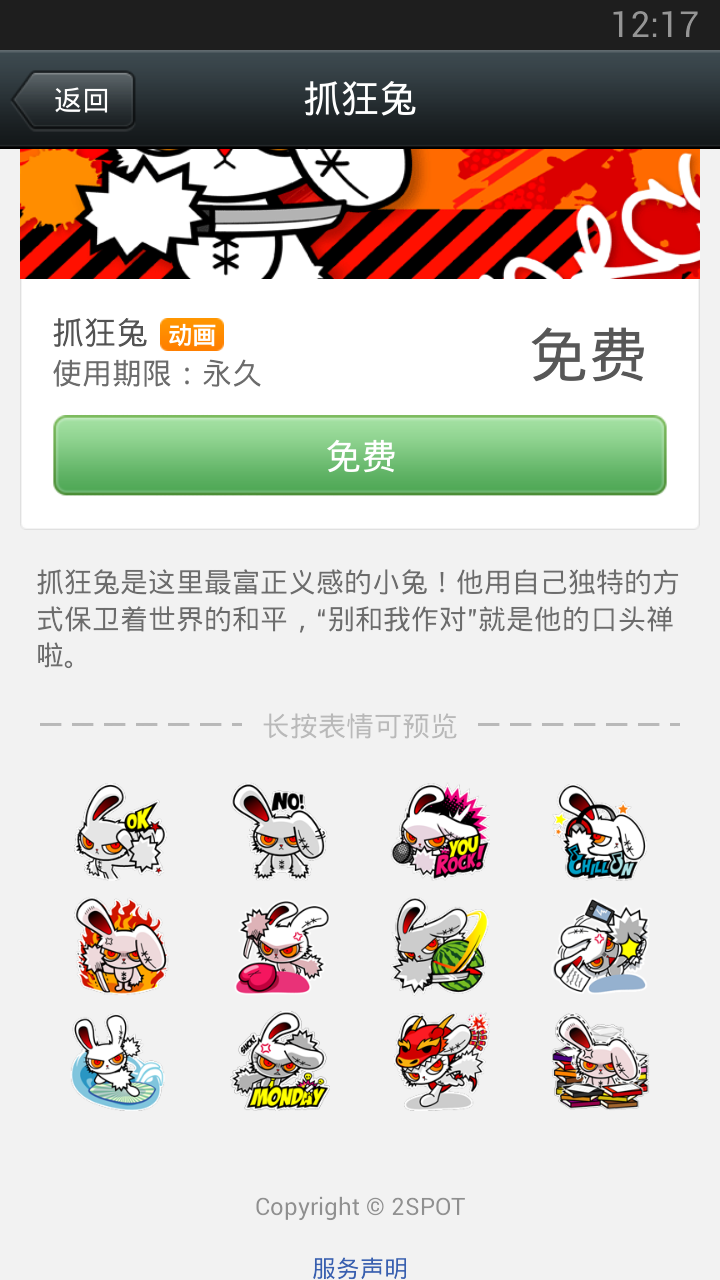 12:17
返回
抓狂兔
抓狂兔 动画
使用期限：永久
免费
免费
抓狂兔是这里最富正义感的小兔！他用自己独特的方
式保卫着世界的和平，“别和我作对”就是他的口头禅
啦。
长按表情可预览
OK
NO!
YOU ROCK!
CHILL ON
SUCK!
MONDAY
Copyright © 2SPOT
服务声明